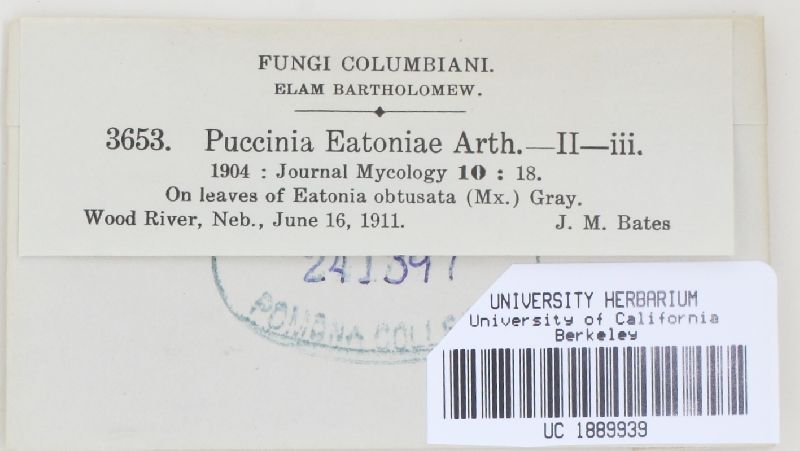 FUNGI COLUMBIANI.
ELAM BARTHOLOMEW.
3653. Puccinia Eatoniae Arth.—II—iii.
1904 : Journal Mycology 10 : 18.
On leaves of Eatonia obtusata (Mx.) Gray.
Wood River, Neb., June 16, 1911. J. M. Bates
UNIVERSITY HERBARIUM
University of California
Berkeley
UC 1889939